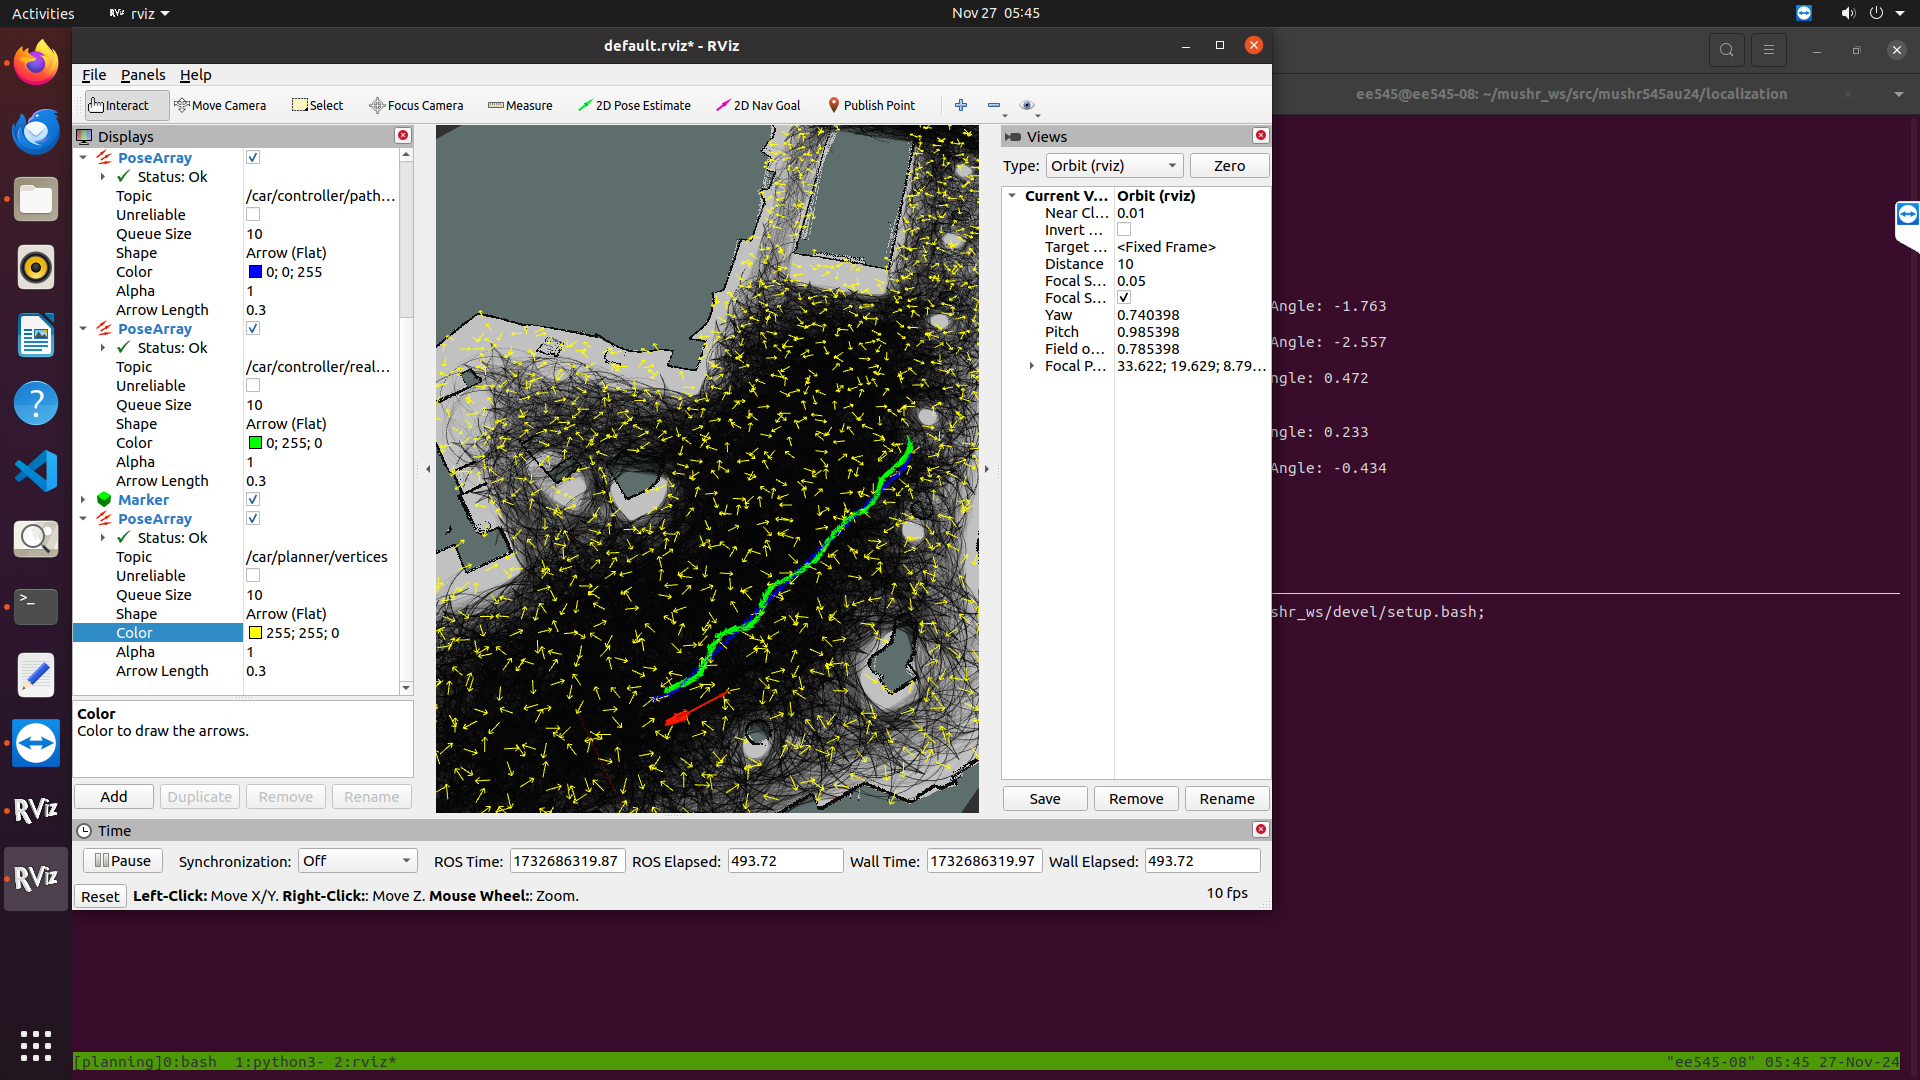 Activities
RViz rviz
Nov 27 05:45
default.rviz* - RViz
File Panels Help
Interact Move Camera Select Focus Camera Measure 2D Pose Estimate 2D Nav Goal Publish Point
Displays
PoseArray
Status: Ok
Topic /car/controller/path...
Unreliable
Queue Size 10
Shape Arrow (Flat)
Color 0; 0; 255
Alpha 1
Arrow Length 0.3
PoseArray
Status: Ok
Topic /car/controller/real...
Unreliable
Queue Size 10
Shape Arrow (Flat)
Color 0; 255; 0
Alpha 1
Arrow Length 0.3
Marker
PoseArray
Status: Ok
Topic /car/planner/vertices
Unreliable
Queue Size 10
Shape Arrow (Flat)
Color 255; 255; 0
Alpha 1
Arrow Length 0.3
Color
Color to draw the arrows.
Add Duplicate Remove Rename
Views
Type: Orbit (rviz) Zero
Current V... Orbit (rviz)
Near Cl... 0.01
Invert ...
Target ... <Fixed Frame>
Distance 10
Focal S... 0.05
Focal S...
Yaw 0.740398
Pitch 0.985398
Field o... 0.785398
Focal P... 33.622; 19.629; 8.79...
Save Remove Rename
Time
Pause Synchronization: Off ROS Time: 1732686319.87 ROS Elapsed: 493.72 Wall Time: 1732686319.97 Wall Elapsed: 493.72
Reset Left-Click: Move X/Y. Right-Click:: Move Z. Mouse Wheel:: Zoom.
10 fps
ee545@ee545-08: ~/mushr_ws/src/mushr545au24/localization
Angle: -1.763
Angle: -2.557
ngle: 0.472
ngle: 0.233
Angle: -0.434
shr_ws/devel/setup.bash;
RViz
RViz
[planning]0:bash 1:python3- 2:rviz*
"ee545-08" 05:45 27-Nov-24